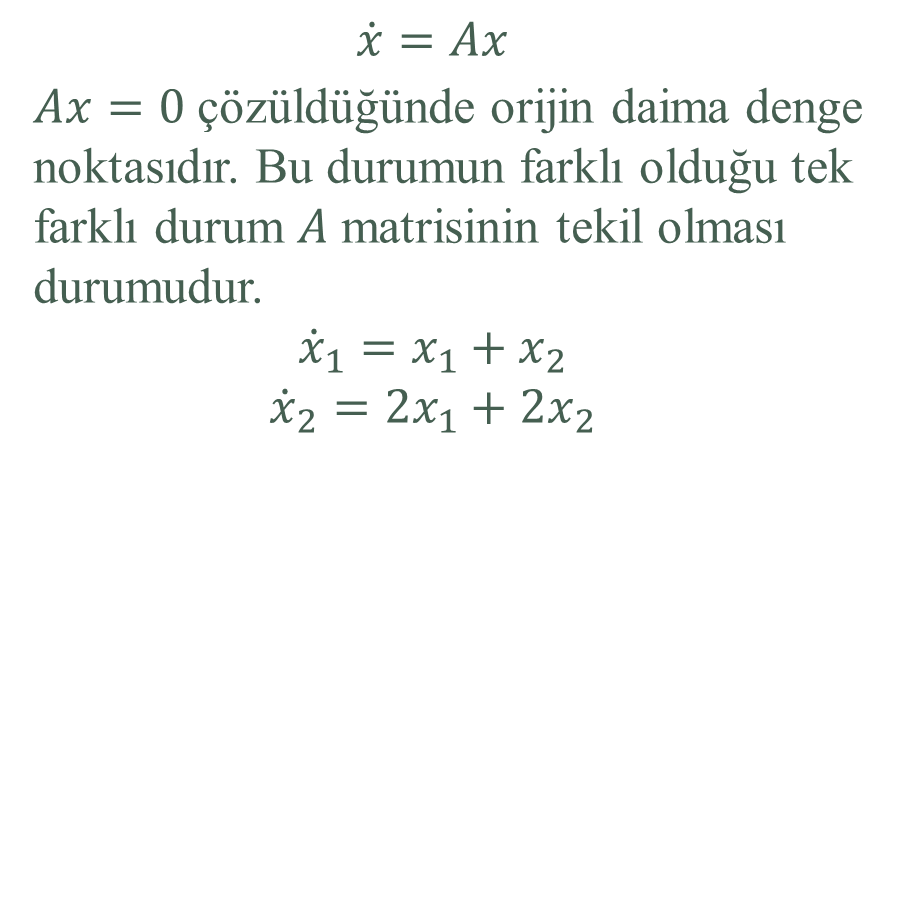 ẋ = Ax
Ax = 0 çözüldüğünde orijin daima denge
noktasıdır. Bu durumun farklı olduğu tek
farklı durum A matrisinin tekil olması
durumudur.
ẋ₁ = x₁ + x₂
ẋ₂ = 2x₁ + 2x₂